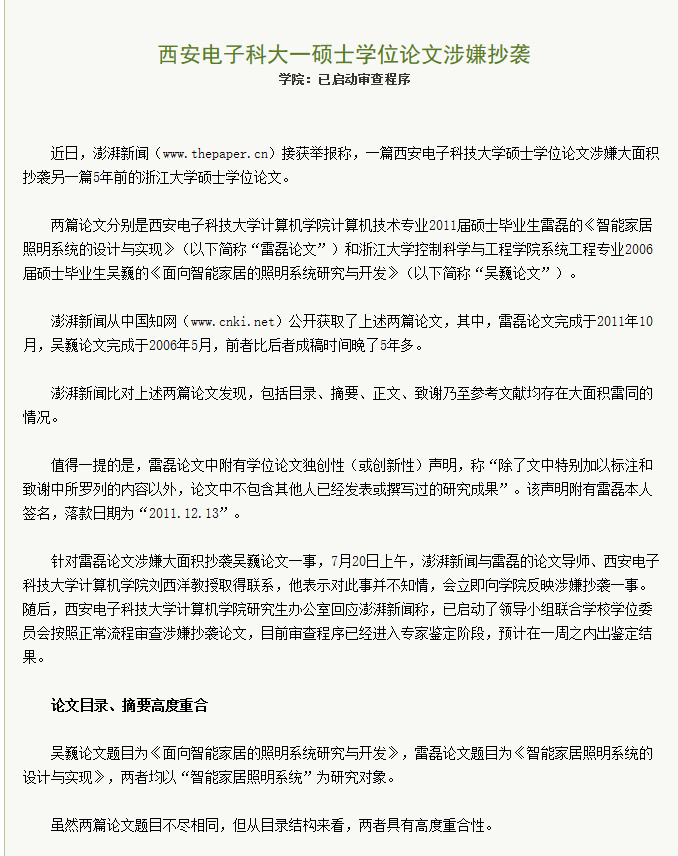 西安电子科大一硕士学位论文涉嫌抄袭
学院：已启动审查程序
近日，澎湃新闻（www.thepaper.cn）接获举报称，一篇西安电子科技大学硕士学位论文涉嫌大面积
抄袭另一篇5年前的浙江大学硕士学位论文。
两篇论文分别是西安电子科技大学计算机学院计算机技术专业2011届硕士毕业生雷磊的《智能家居
照明系统的设计与实现》（以下简称“雷磊论文”）和浙江大学控制科学与工程学院系统工程专业2006
届硕士毕业生吴巍的《面向智能家居的照明系统研究与开发》（以下简称“吴巍论文”）。
澎湃新闻从中国知网（www.cnki.net）公开获取了上述两篇论文，其中，雷磊论文完成于2011年10
月，吴巍论文完成于2006年5月，前者比后者成稿时间晚了5年多。
澎湃新闻比对上述两篇论文发现，包括目录、摘要、正文、致谢乃至参考文献均存在大面积雷同的
情况。
值得一提的是，雷磊论文中附有学位论文独创性（或创新性）声明，称“除了文中特别加以标注和
致谢中所罗列的内容以外，论文中不包含其他人已经发表或撰写过的研究成果”。该声明附有雷磊本人
签名，落款日期为“2011.12.13”。
针对雷磊论文涉嫌大面积抄袭吴巍论文一事，7月20日上午，澎湃新闻与雷磊的论文导师、西安电子
科技大学计算机学院刘西洋教授取得联系，他表示对此事并不知情，会立即向学院反映涉嫌抄袭一事。
随后，西安电子科技大学计算机学院研究生办公室回应澎湃新闻称，已启动了领导小组联合学校学位委
员会按照正常流程审查涉嫌抄袭论文，目前审查程序已经进入专家鉴定阶段，预计在一周之内出鉴定结
果。
论文目录、摘要高度重合
吴巍论文题目为《面向智能家居的照明系统研究与开发》，雷磊论文题目为《智能家居照明系统的
设计与实现》，两者均以“智能家居照明系统”为研究对象。
虽然两篇论文题目不尽相同，但从目录结构来看，两者具有高度重合性。